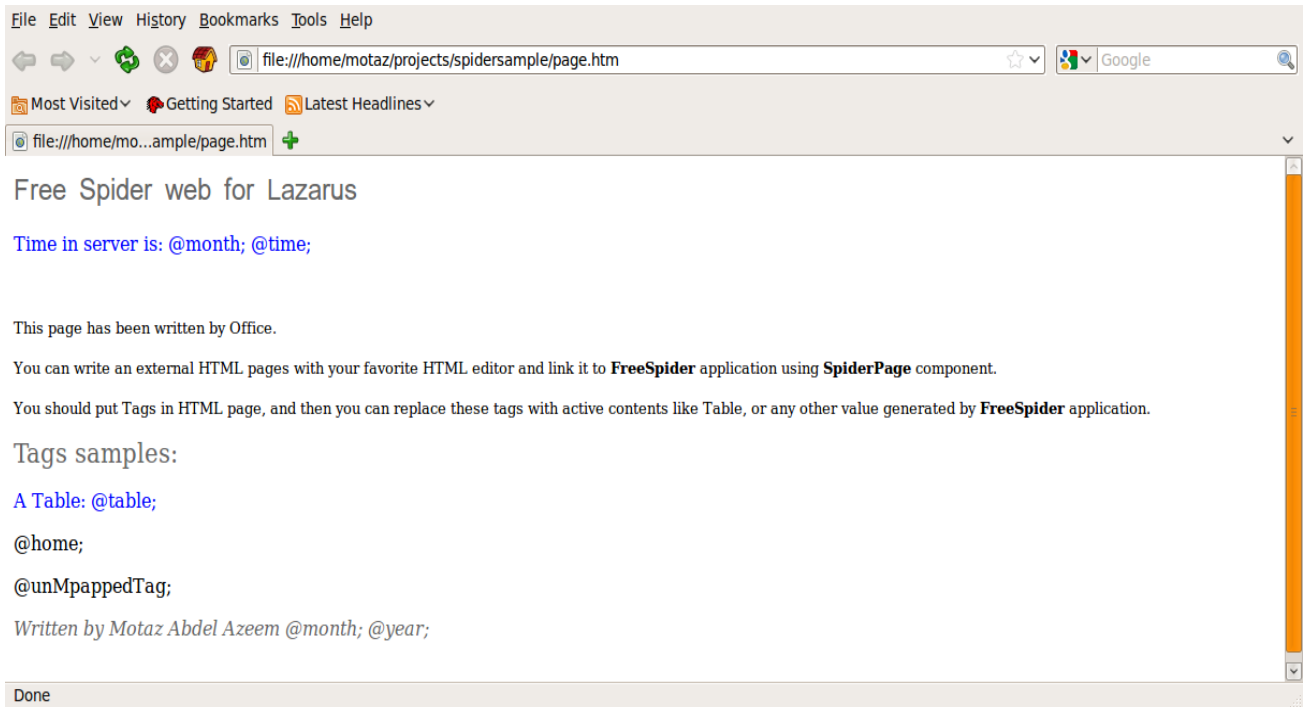 File Edit View History Bookmarks Tools Help
file:///home/motaz/projects/spidersample/page.htm Google
Most Visited Getting Started Latest Headlines
file:///home/mo...ample/page.htm
Free Spider web for Lazarus
Time in server is: @month; @time;
This page has been written by Office.
You can write an external HTML pages with your favorite HTML editor and link it to FreeSpider application using SpiderPage component.
You should put Tags in HTML page, and then you can replace these tags with active contents like Table, or any other value generated by FreeSpider application.
Tags samples:
A Table: @table;
@home;
@unMpappedTag;
Written by Motaz Abdel Azeem @month; @year;
Done